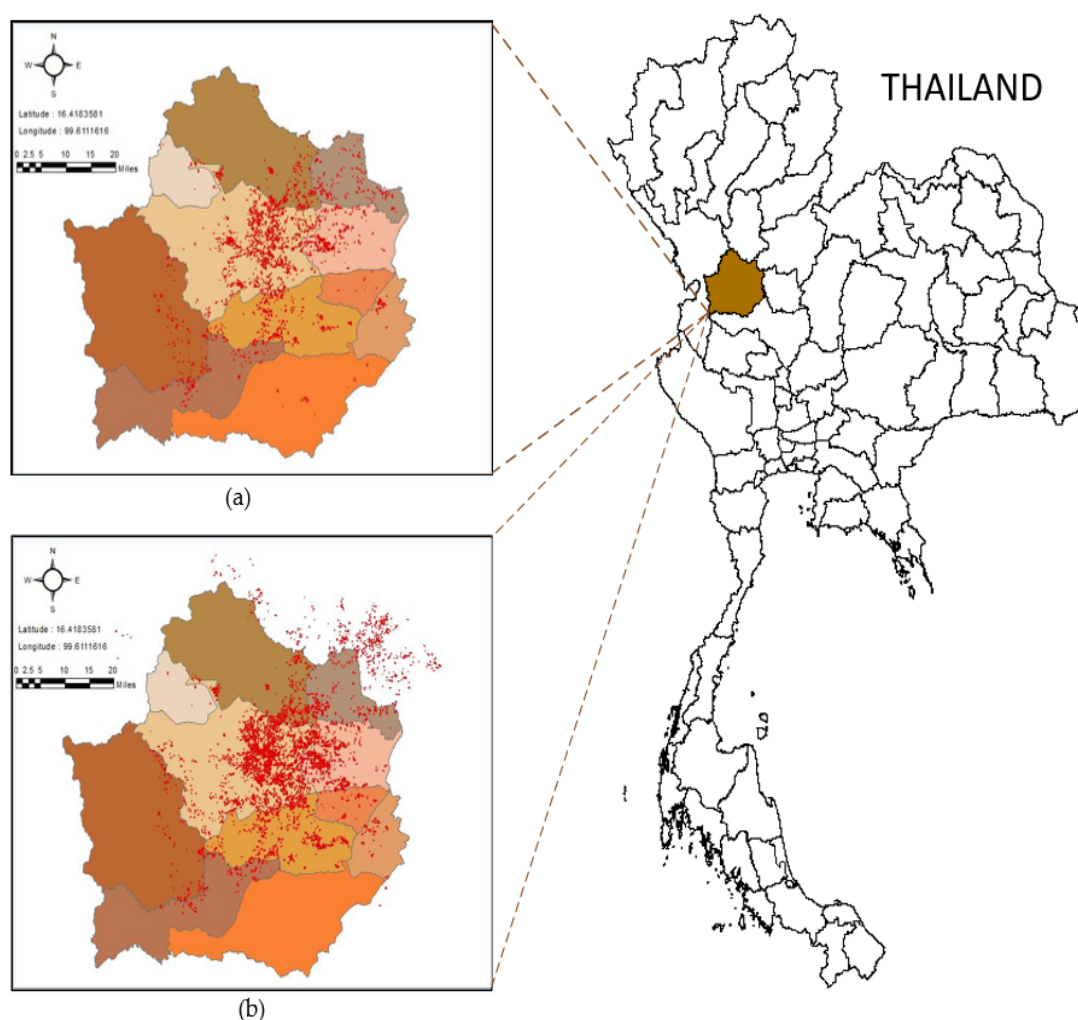 N
W E
S
Latitude : 16.4183581
Longitude : 99.6111616
0 2.5 5 10 15 20
Miles
(a)
THAILAND
N
W E
S
Latitude : 16.4183581
Longitude : 99.6111616
0 2.5 5 10 15 20
Miles
(b)